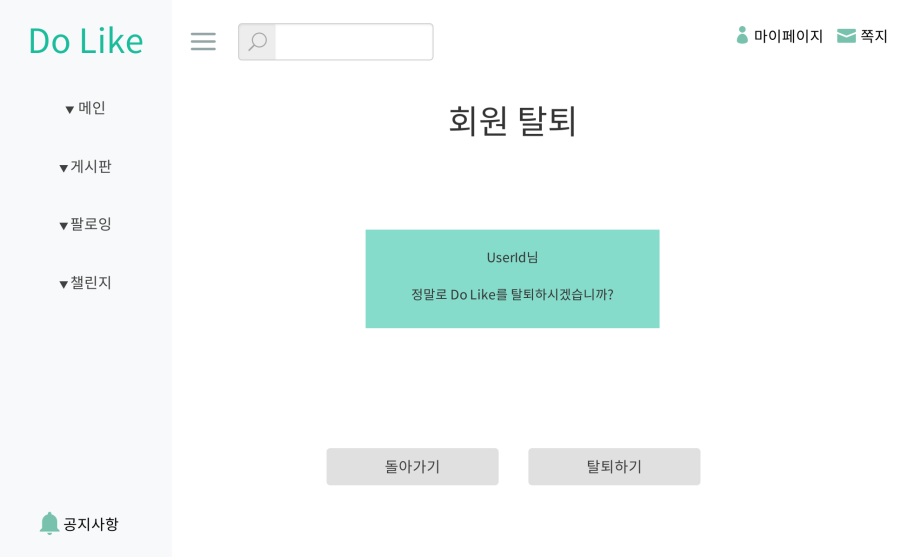 Do Like
마이페이지 쪽지
▼ 메인
▼게시판
▼팔로잉
▼챌린지
공지사항
회원 탈퇴
UserId님
정말로 Do Like를 탈퇴하시겠습니까?
돌아가기 탈퇴하기